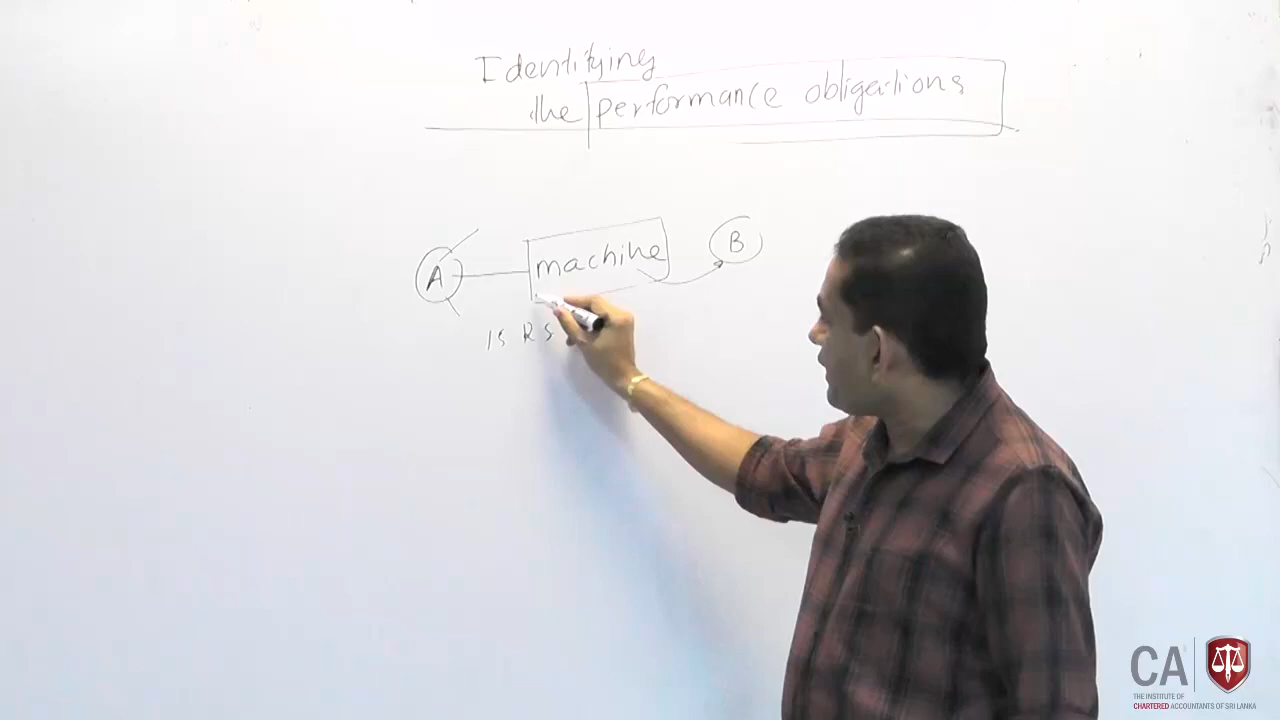 Identifying
the performance obligations
A machine B
15 RS
CA
THE INSTITUTE OF
CHARTERED ACCOUNTANTS OF SRI LANKA